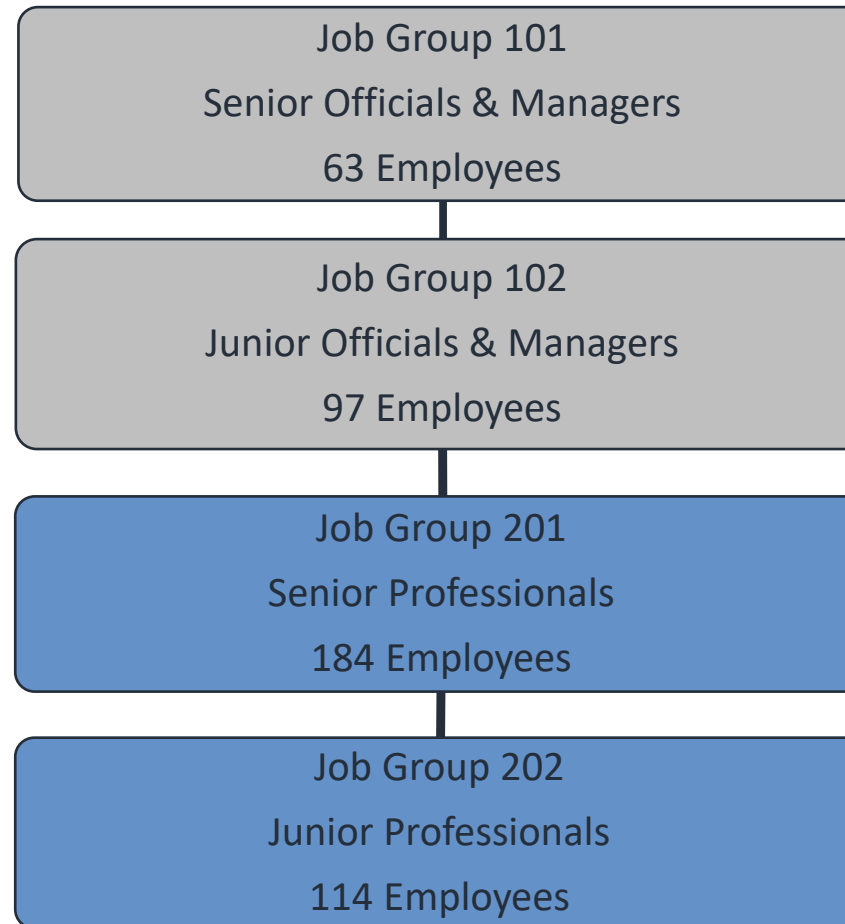 Job Group 101
Senior Officials & Managers
63 Employees
Job Group 102
Junior Officials & Managers
97 Employees
Job Group 201
Senior Professionals
184 Employees
Job Group 202
Junior Professionals
114 Employees